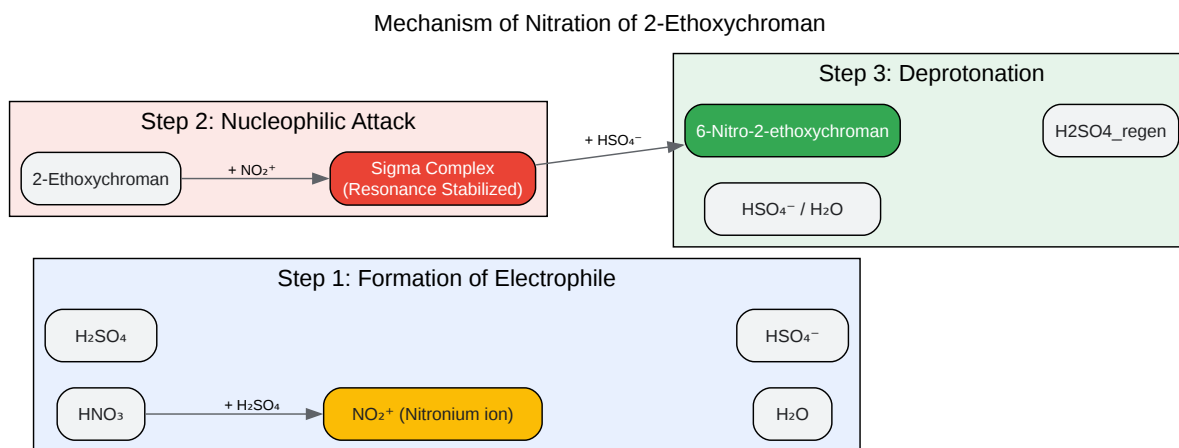 Mechanism of Nitration of 2-Ethoxychroman
Step 3: Deprotonation
6-Nitro-2-ethoxychroman
H2SO4_regen
HSO₄⁻ / H₂O
Step 2: Nucleophilic Attack
2-Ethoxychroman
+ NO₂⁺
Sigma Complex
(Resonance Stabilized)
+ HSO₄⁻
Step 1: Formation of Electrophile
H₂SO₄
HSO₄⁻
HNO₃
+ H₂SO₄
NO₂⁺ (Nitronium ion)
H₂O